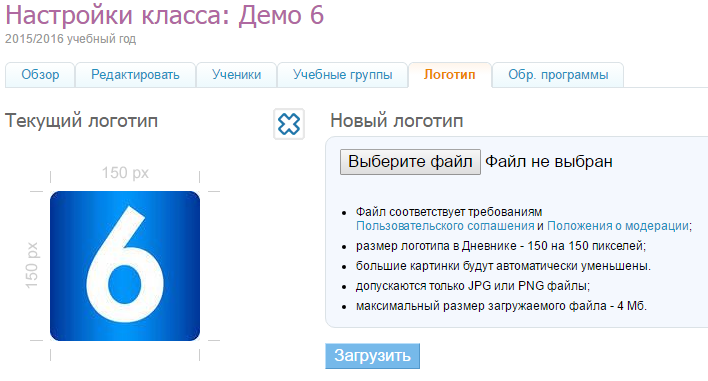 Настройки класса: Демо 6
2015/2016 учебный год
Обзор
Редактировать
Ученики
Учебные группы
Логотип
Обр. программы
Текущий логотип
150 px
150 px
6
Новый логотип
Выберите файл Файл не выбран
Файл соответствует требованиям
Пользовательского соглашения и Положения о модерации;
размер логотипа в Дневнике - 150 на 150 пикселей;
большие картинки будут автоматически уменьшены.
допускаются только JPG или PNG файлы;
максимальный размер загружаемого файла - 4 Мб.
Загрузить